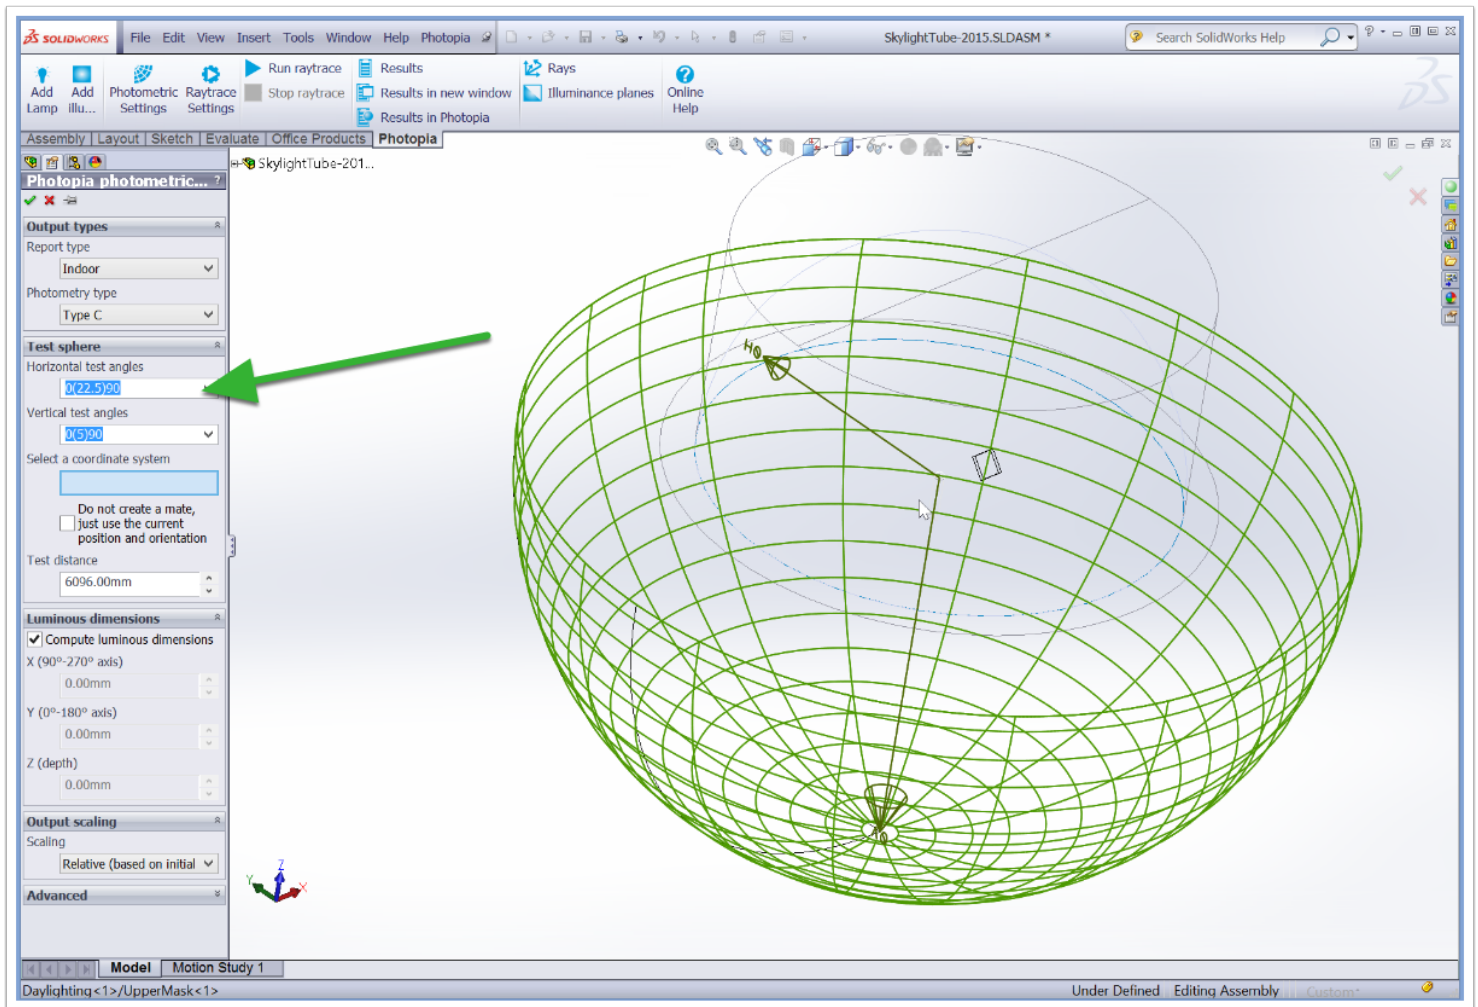 SOLIDWORKS File Edit View Insert Tools Window Help Photopia SkylightTube-2015.SLDASM * Search SolidWorks Help ?
Add Lamp
Add illu...
Photometric Settings
Raytrace Settings
Run raytrace
Stop raytrace
Results
Results in new window
Results in Photopia
Rays
Illuminance planes
Online Help
Assembly Layout Sketch Evaluate Office Products Photopia
SkylightTube-201...
Photopia photometric... ?
Output types
Report type
Indoor
Photometry type
Type C
Test sphere
Horizontal test angles
0(22.5)90
Vertical test angles
0(5)90
Select a coordinate system
Do not create a mate,
just use the current
position and orientation
Test distance
6096.00mm
Luminous dimensions
Compute luminous dimensions
X (90º-270º axis)
0.00mm
Y (0º-180º axis)
0.00mm
Z (depth)
0.00mm
Output scaling
Scaling
Relative (based on initial
Advanced
H0
Z
Y
X
Model Motion Study 1
Daylighting<1>/UpperMask<1> Under Defined Editing Assembly Custom